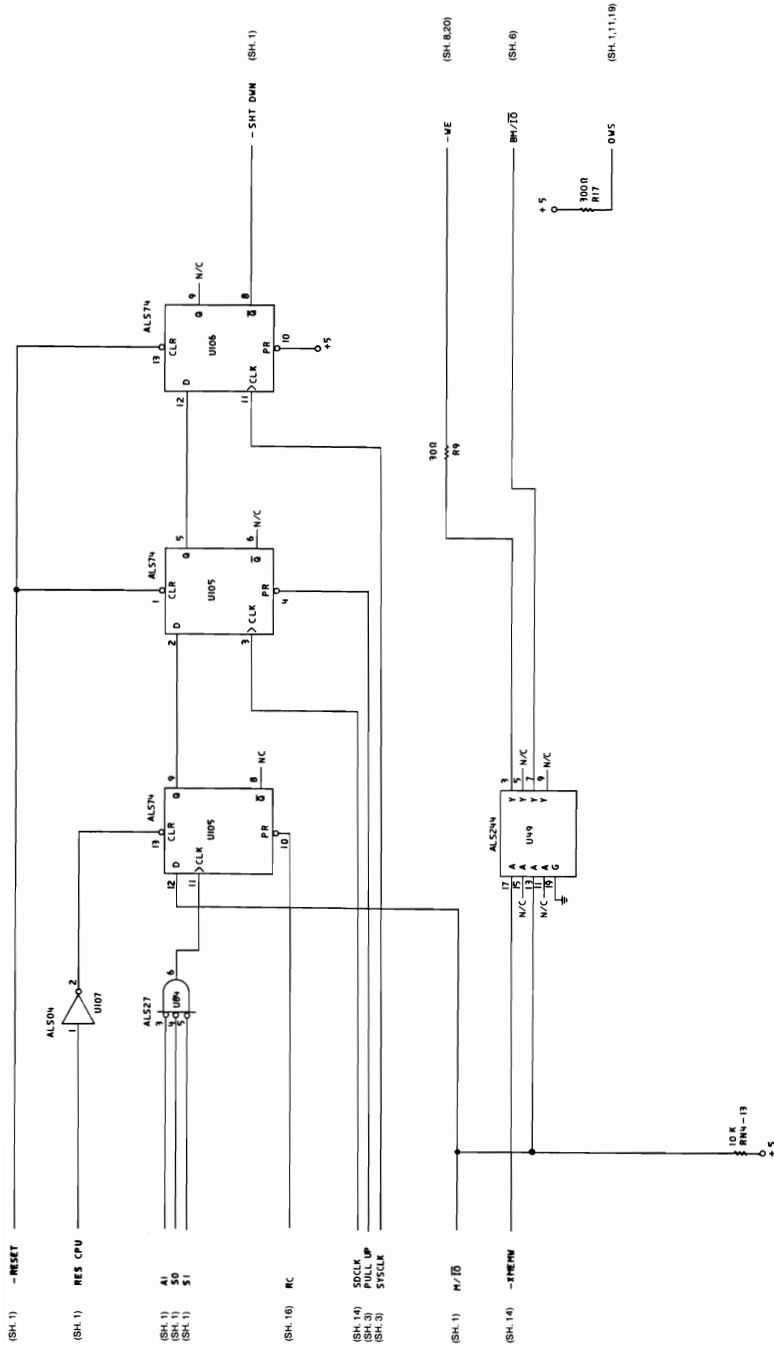 (SH. 1) -RESET
(SH. 1) RES CPU
ALS04
1
2
U107
(SH. 1) A1
(SH. 1) S0
(SH. 1) S1
ALS27
3
4
5
U84
6
ALS74
13
CLR
12
D
11
CLK
U105
Q
9
Q
8
NC
PR
10
(SH. 16) RC
ALS74
1
CLR
2
D
3
CLK
U105
Q
5
Q
6
N/C
PR
4
ALS74
13
CLR
12
D
11
CLK
U106
Q
9
N/C
Q
8
PR
10
+5
-SHT DWN (SH. 1)
(SH. 14) SDCLK
(SH. 3) PULL UP
(SH. 3) SYSCLK
(SH. 1) M/IO
(SH. 14) -XMEMW
ALS244
17 A Y 3
N/C 15 A Y 5 N/C
13 A Y 7
N/C 11 A Y 9 N/C
19 G
U49
30Ω
R9
-WE (SH. 8,20)
BM/IO (SH. 6)
+5
300Ω
R17
OWS (SH. 1,11,19)
10 K
RN4-13
+5